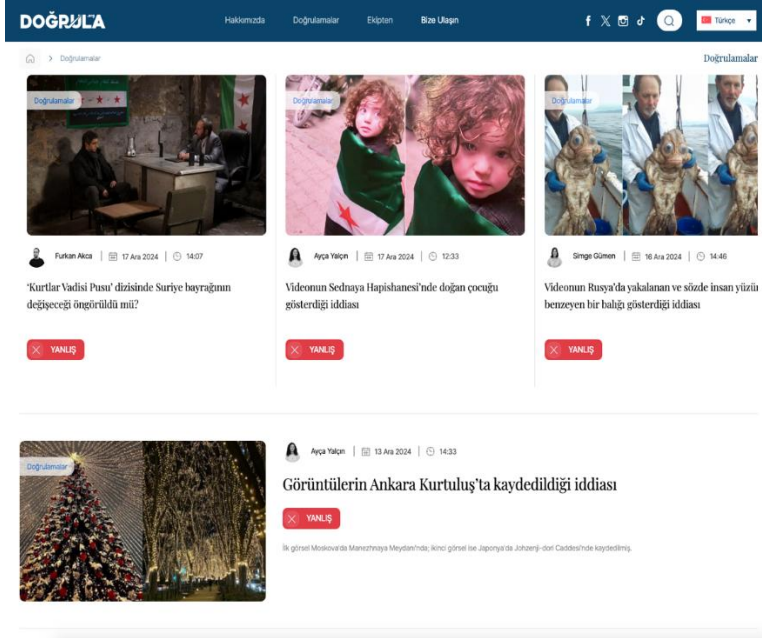 DOĞRULA
Hakkımızda
Doğrulamalar
Ekipten
Bize Ulaşın
Türkçe
Doğrulamalar
Doğrulamalar
Doğrulamalar
Doğrulamalar
Doğrulamalar
Furkan Akca
17 Ara 2024
14:07
'Kurtlar Vadisi Pusu' dizisinde Suriye bayrağının
değişeceği öngörüldü mü?
YANLIŞ
Ayça Yalçın
17 Ara 2024
12:33
Videonun Sednaya Hapishanesi'nde doğan çocuğu
gösterdiği iddiası
YANLIŞ
Simge Gümen
16 Ara 2024
14:46
Videonun Rusya'da yakalanan ve sözde insan yüzün
benzeyen bir balığı gösterdiği iddiası
YANLIŞ
Doğrulamalar
Ayça Yalçın
13 Ara 2024
14:33
Görüntülerin Ankara Kurtuluş'ta kaydedildiği iddiası
YANLIŞ
İlk görsel Moskova'da Manezhnaya Meydanı'nda; ikinci görsel ise Japonya'da Johzenji-dori Caddesi'nde kaydedilmiş.